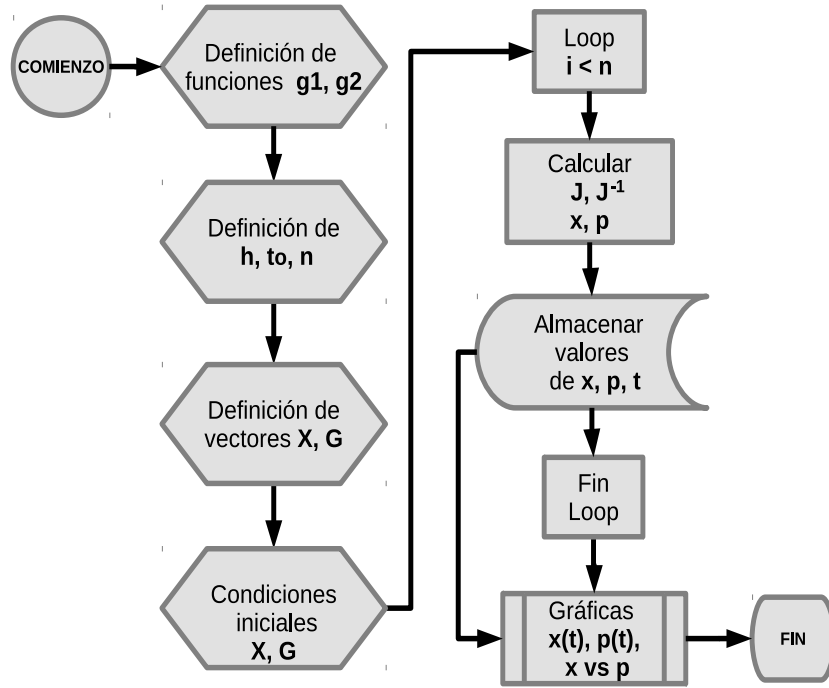 COMIENZO
Definición de
funciones g1, g2
Definición de
h, to, n
Definición de
vectores X, G
Condiciones
iniciales
X, G
Loop
i < n
Calcular
J, J⁻¹
x, p
Almacenar
valores
de x, p, t
Fin
Loop
Gráficas
x(t), p(t),
x vs p
FIN